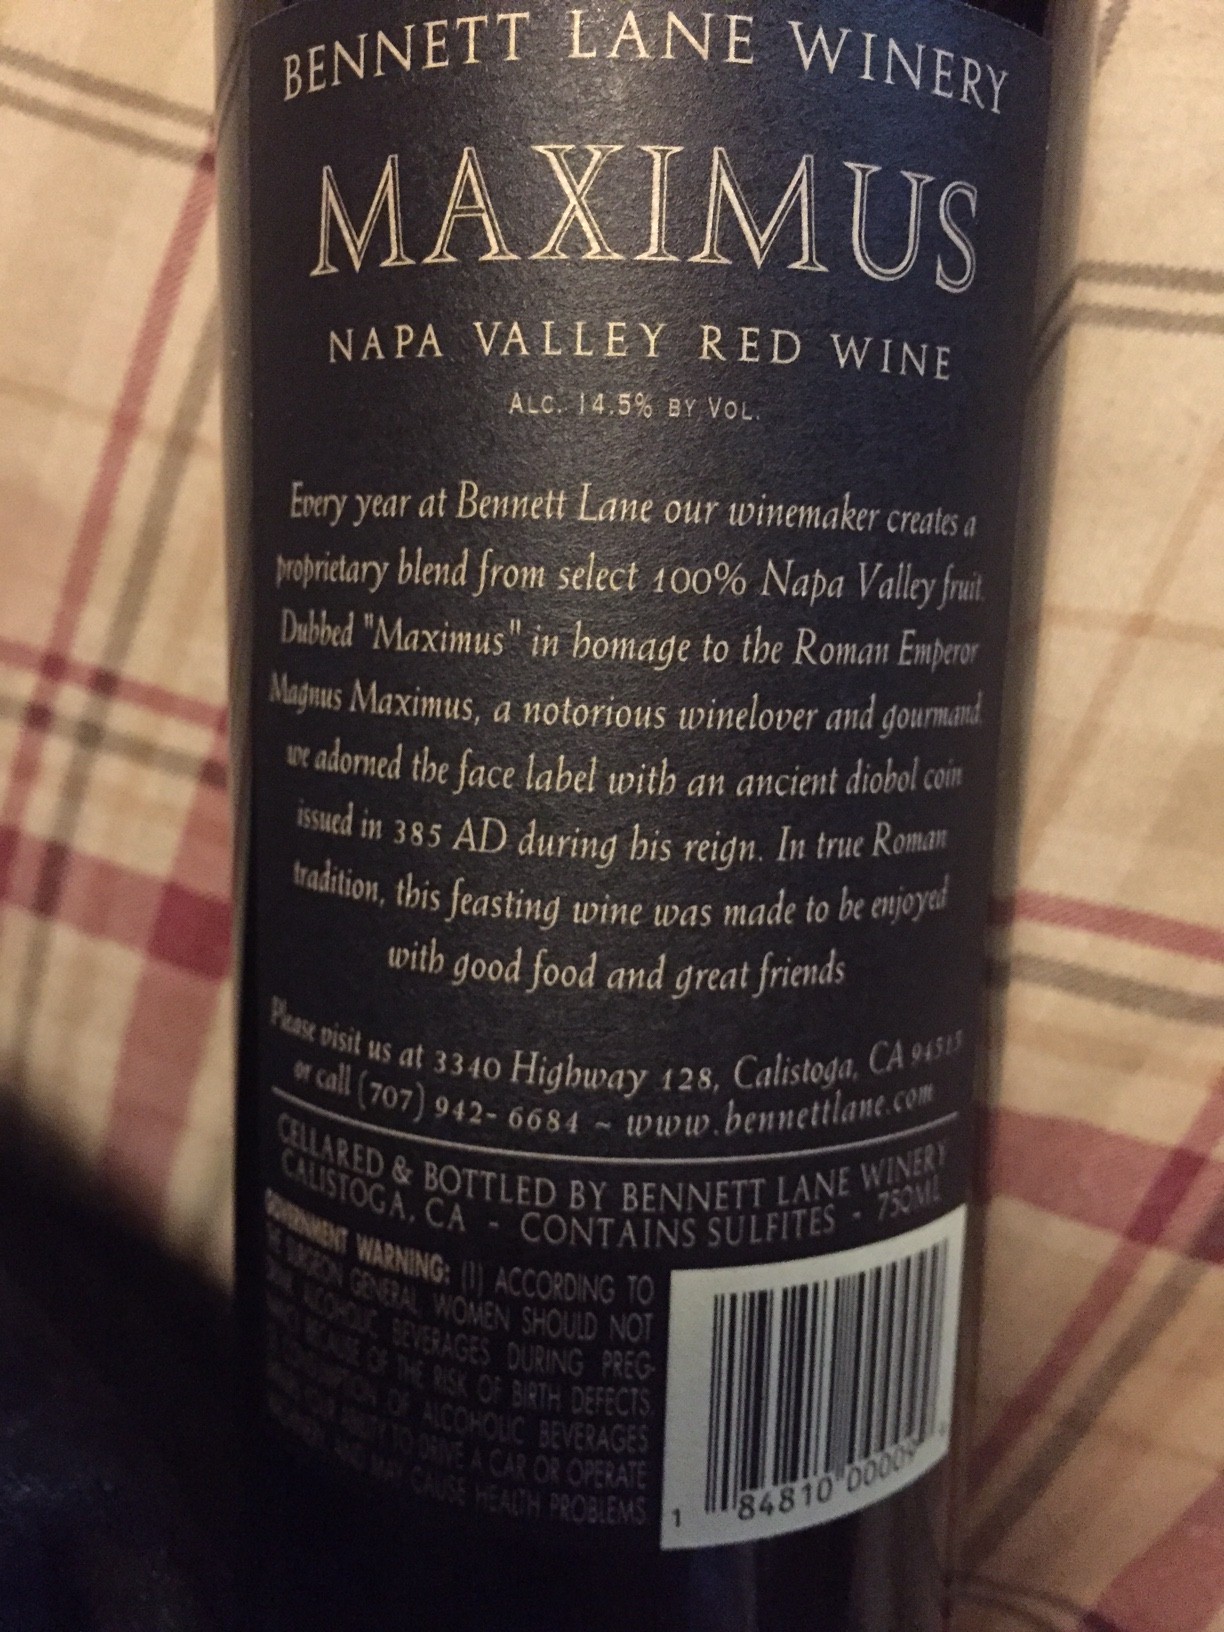 BENNETT LANE WINERY
MAXIMUS
NAPA VALLEY RED WINE
ALC. 14.5% BY VOL.
Every year at Bennett Lane our winemaker creates a
proprietary blend from select 100% Napa Valley fruit.
Dubbed "Maximus" in homage to the Roman Emperor
Magnus Maximus, a notorious winelover and gourmand,
we adorned the face label with an ancient diobol coin
issued in 385 AD during his reign. In true Roman
tradition, this feasting wine was made to be enjoyed
with good food and great friends
Please visit us at 3340 Highway 128, Calistoga, CA 94515
or call (707) 942- 6684 ~ www.bennettlane.com
CELLARED & BOTTLED BY BENNETT LANE WINERY
CALISTOGA, CA - CONTAINS SULFITES - 750ML
GOVERNMENT WARNING: (1) ACCORDING TO
THE SURGEON GENERAL, WOMEN SHOULD NOT
DRINK ALCOHOLIC BEVERAGES DURING PREG-
NANCY BECAUSE OF THE RISK OF BIRTH DEFECTS.
CONSUMPTION OF ALCOHOLIC BEVERAGES
YOUR ABILITY TO DRIVE A CAR OR OPERATE
AND MAY CAUSE HEALTH PROBLEMS.
1 84810 00009